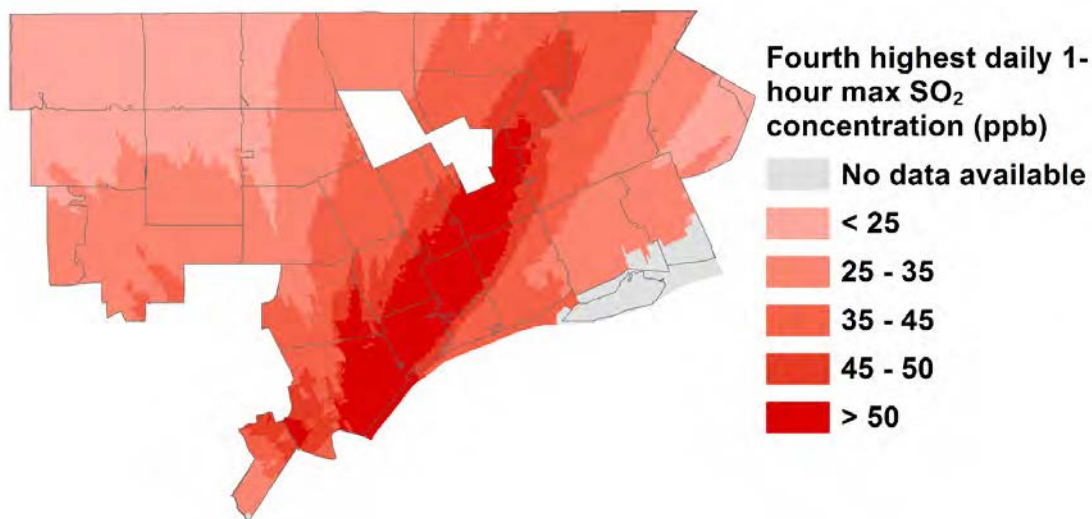 Fourth highest daily 1-
hour max SO₂
concentration (ppb)
No data available
< 25
25 - 35
35 - 45
45 - 50
> 50